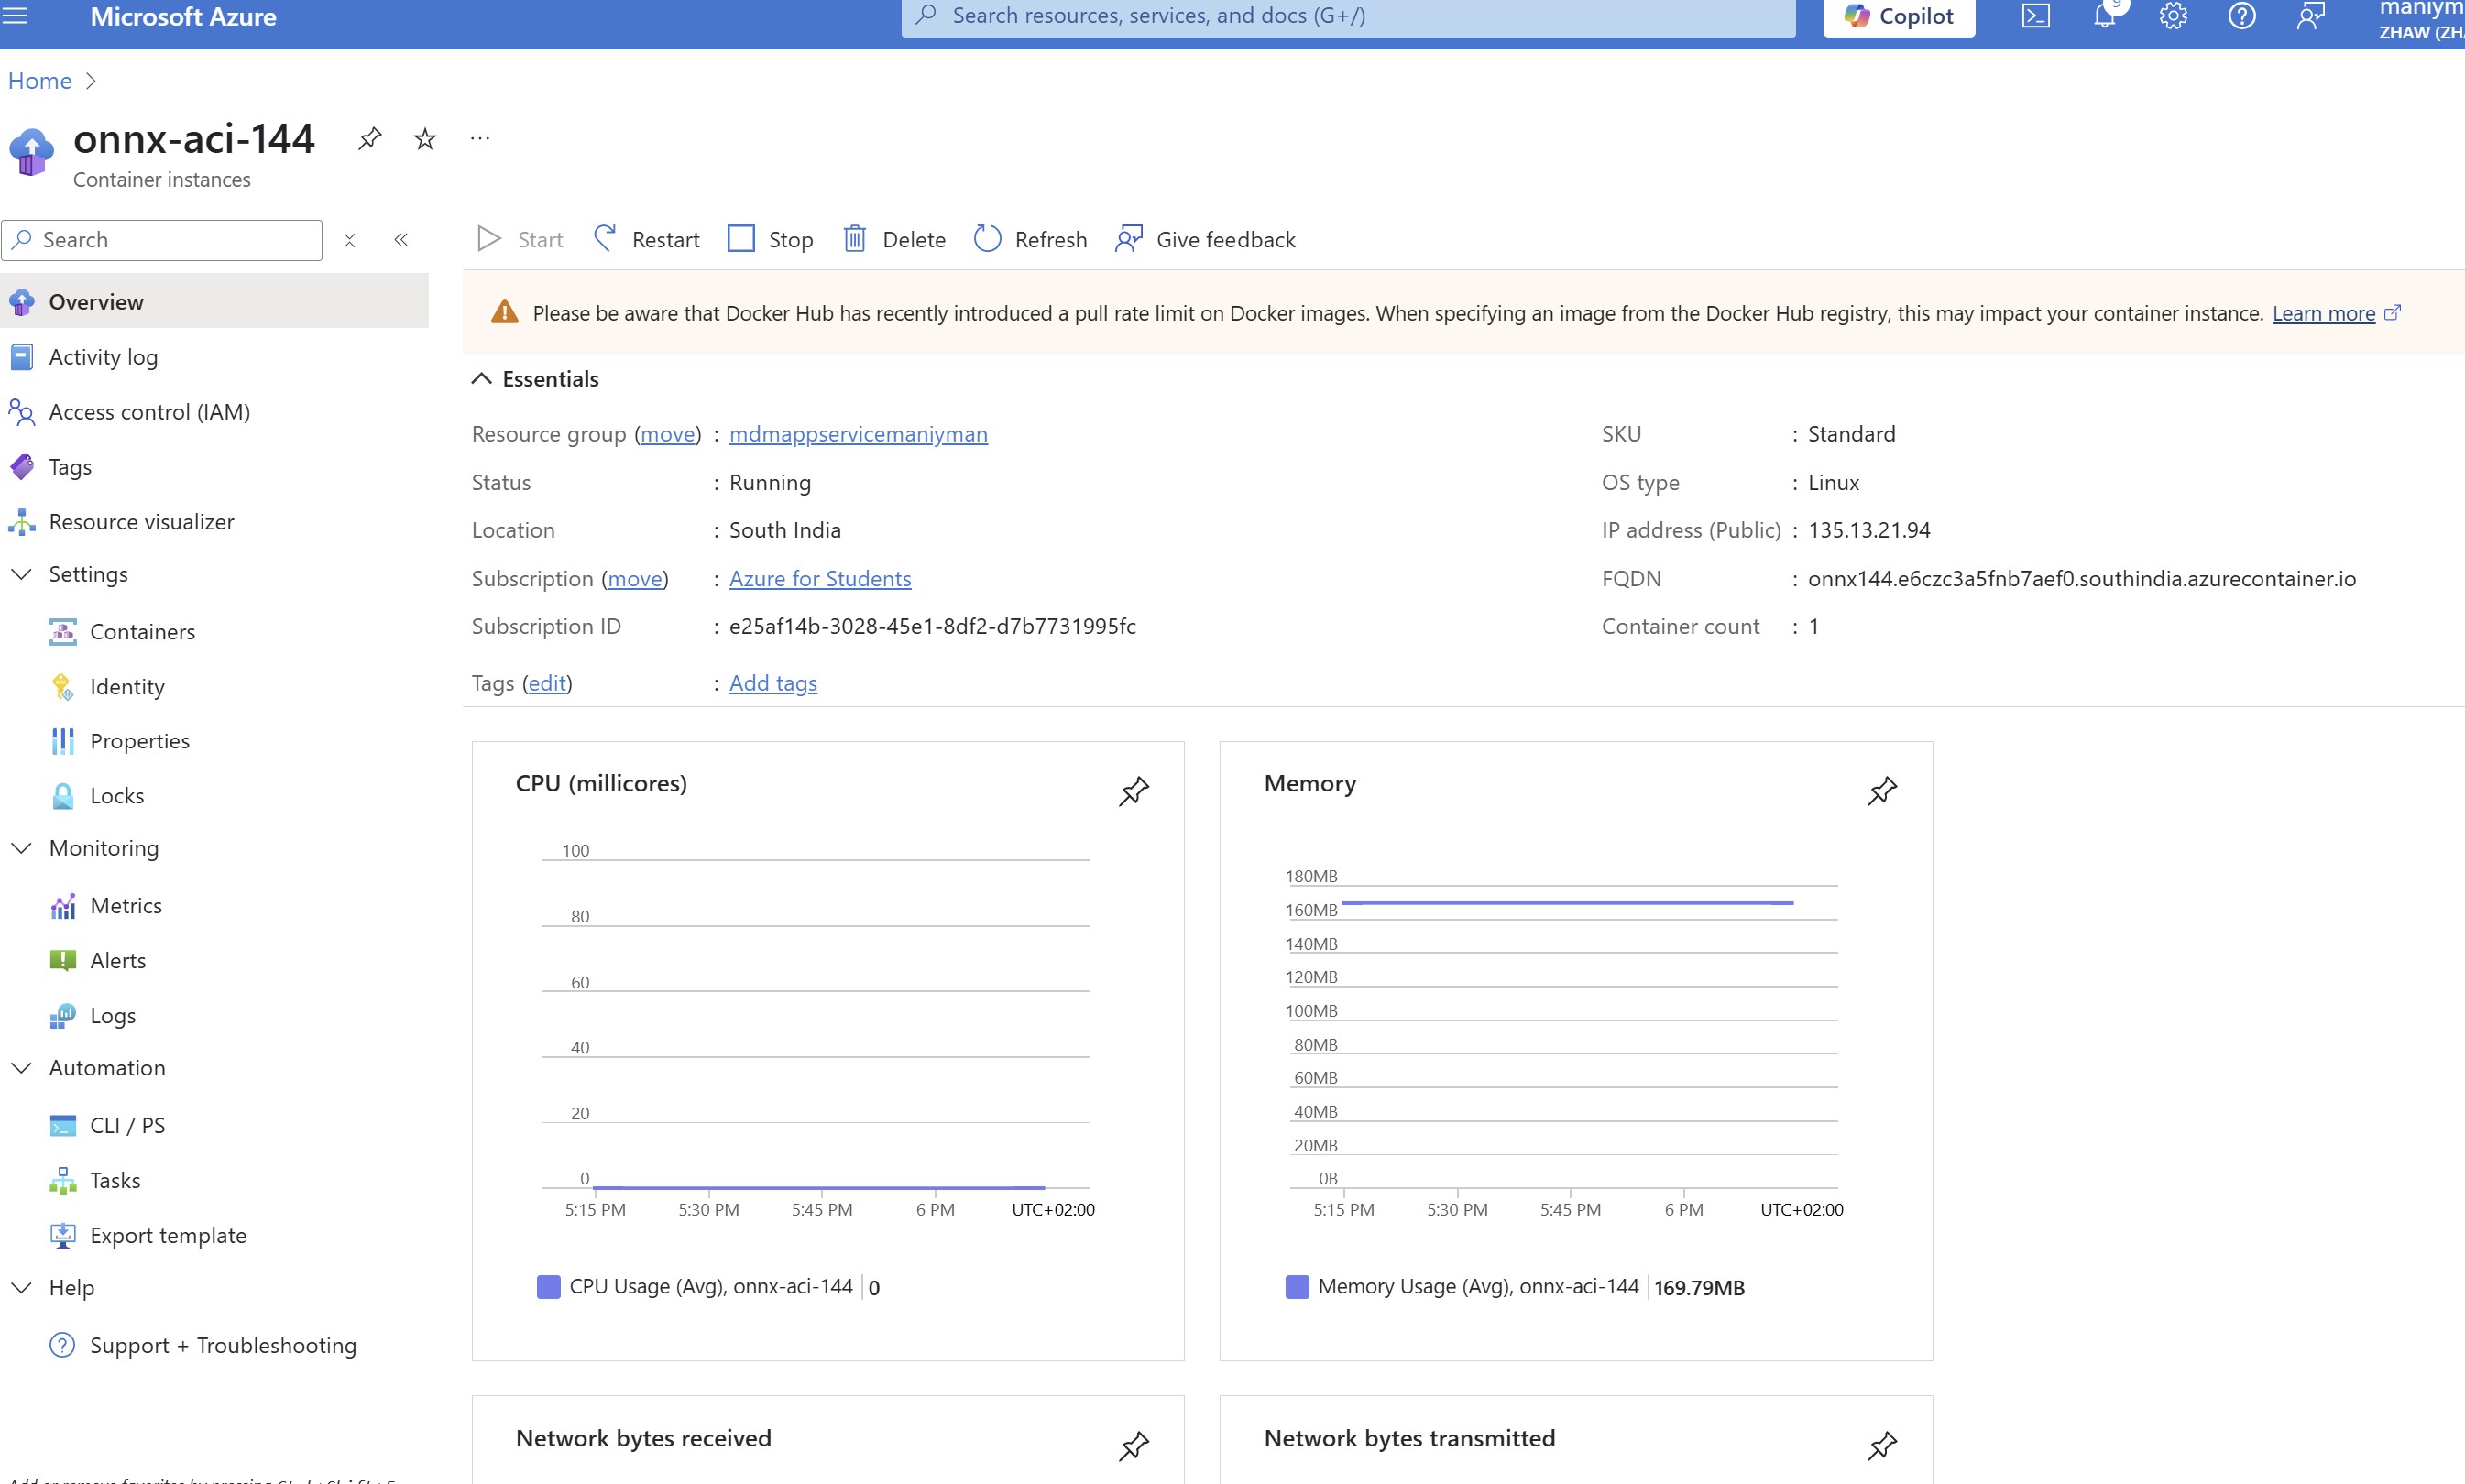 Microsoft Azure
Search resources, services, and docs (G+/)
Copilot
9
maniym
ZHAW (ZH
Home
onnx-aci-144
Container instances
Search
Start Restart Stop Delete Refresh Give feedback
Overview
Activity log
Access control (IAM)
Tags
Resource visualizer
Settings
Containers
Identity
Properties
Locks
Monitoring
Metrics
Alerts
Logs
Automation
CLI / PS
Tasks
Export template
Help
Support + Troubleshooting
Please be aware that Docker Hub has recently introduced a pull rate limit on Docker images. When specifying an image from the Docker Hub registry, this may impact your container instance. Learn more
Essentials
Resource group (move) : mdmappservicemaniyman
Status : Running
Location : South India
Subscription (move) : Azure for Students
Subscription ID : e25af14b-3028-45e1-8df2-d7b7731995fc
Tags (edit) : Add tags
SKU : Standard
OS type : Linux
IP address (Public) : 135.13.21.94
FQDN : onnx144.e6czc3a5fnb7aef0.southindia.azurecontainer.io
Container count : 1
CPU (millicores)
100
80
60
40
20
0
5:15 PM 5:30 PM 5:45 PM 6 PM UTC+02:00
CPU Usage (Avg), onnx-aci-144 0
Memory
180MB
160MB
140MB
120MB
100MB
80MB
60MB
40MB
20MB
0B
5:15 PM 5:30 PM 5:45 PM 6 PM UTC+02:00
Memory Usage (Avg), onnx-aci-144 169.79MB
Network bytes received
Network bytes transmitted